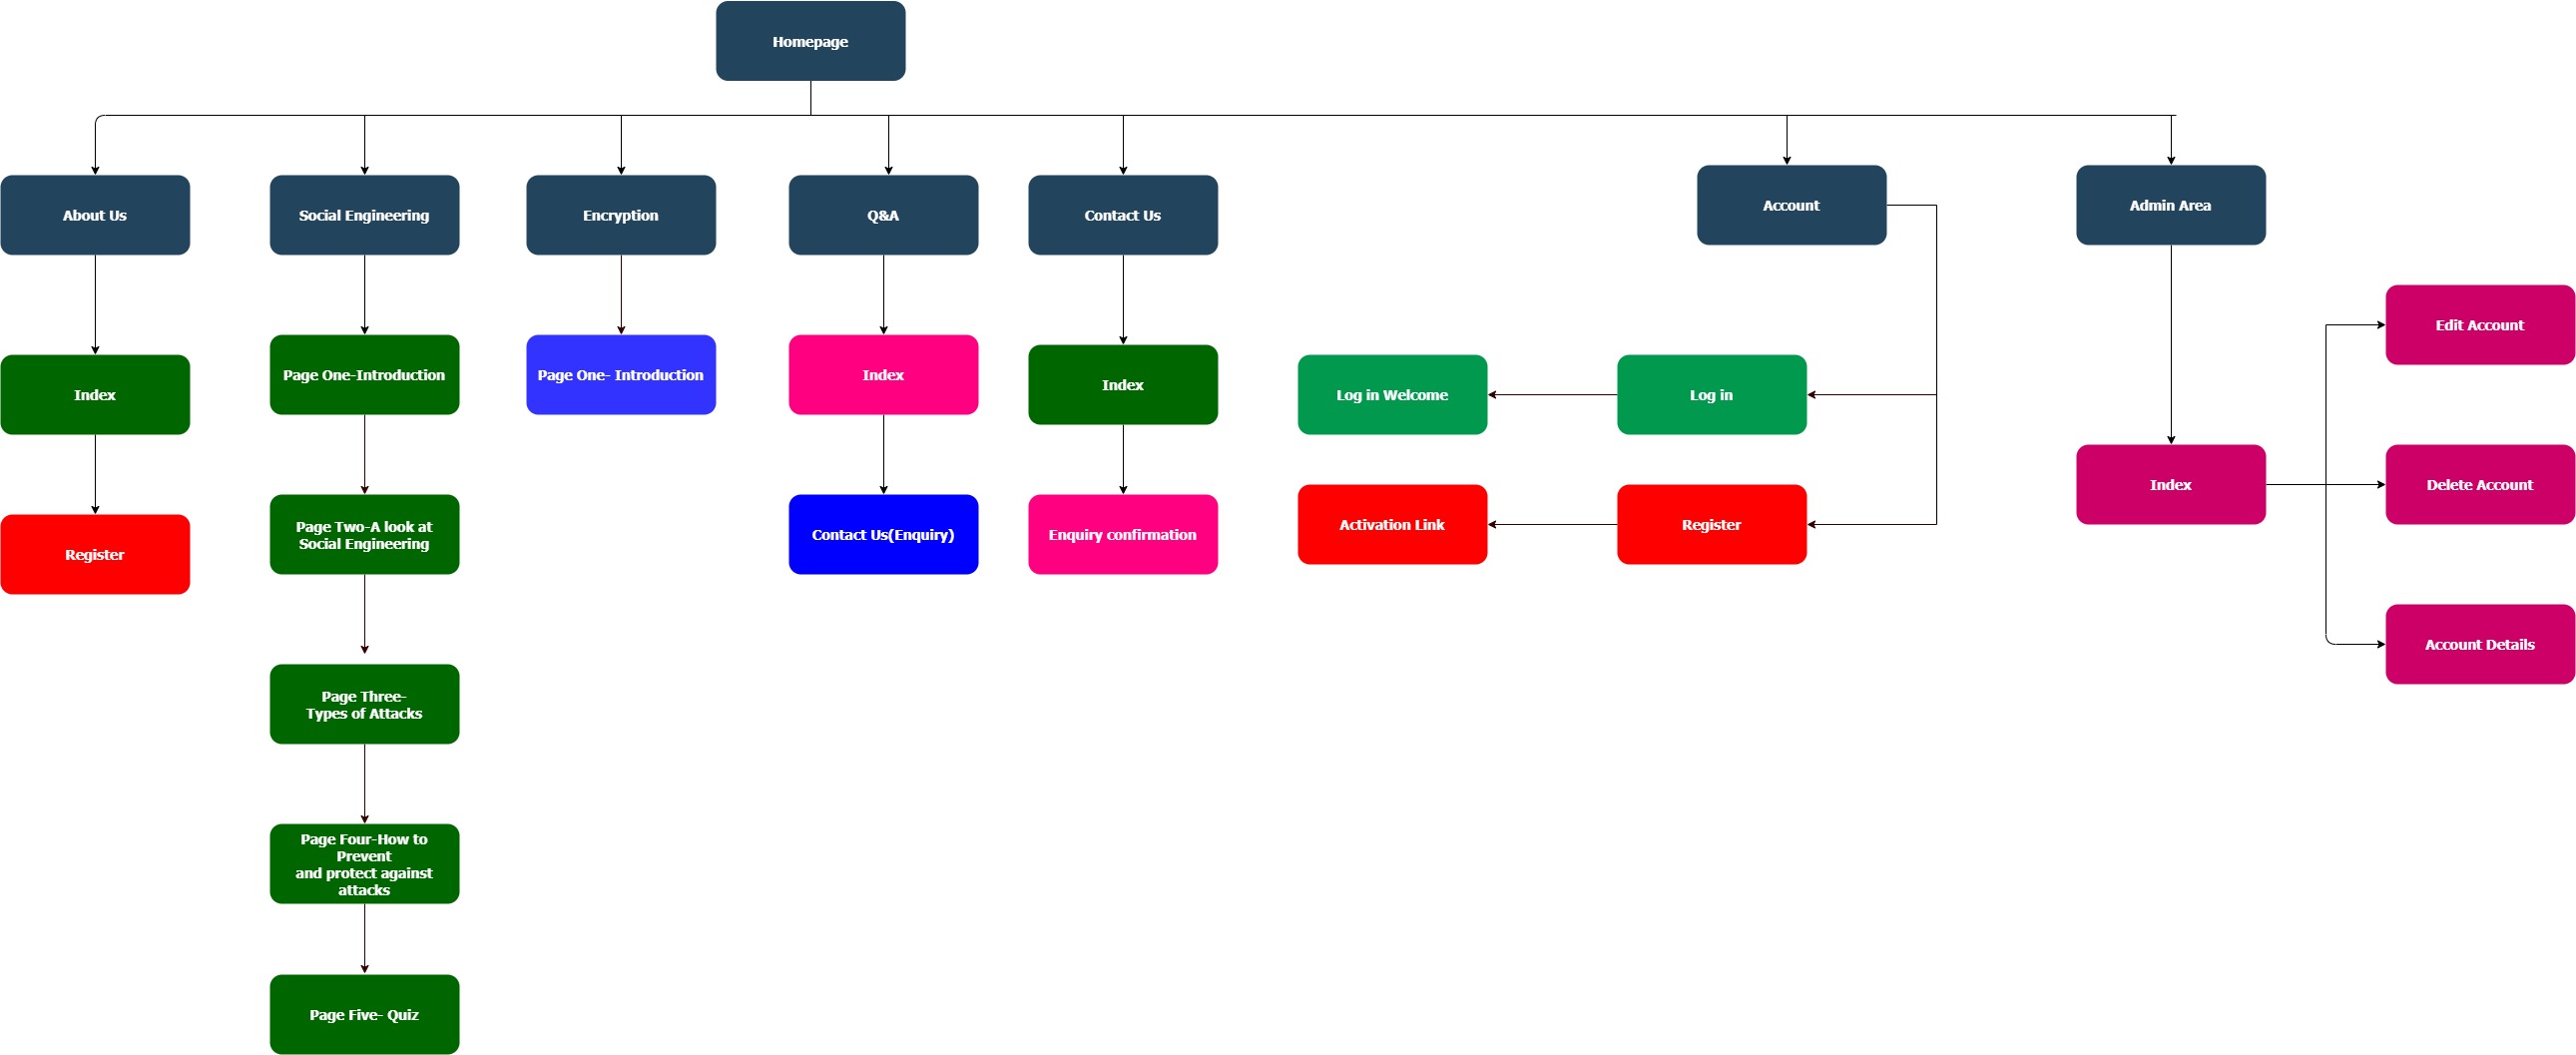 Homepage
About Us
Social Engineering
Encryption
Q&A
Contact Us
Account
Admin Area
Index
Register
Page One-Introduction
Page Two-A look at
Social Engineering
Page Three-
Types of Attacks
Page Four-How to
Prevent
and protect against
attacks
Page Five- Quiz
Page One- Introduction
Index
Contact Us(Enquiry)
Index
Enquiry confirmation
Log in Welcome
Log in
Activation Link
Register
Index
Edit Account
Delete Account
Account Details